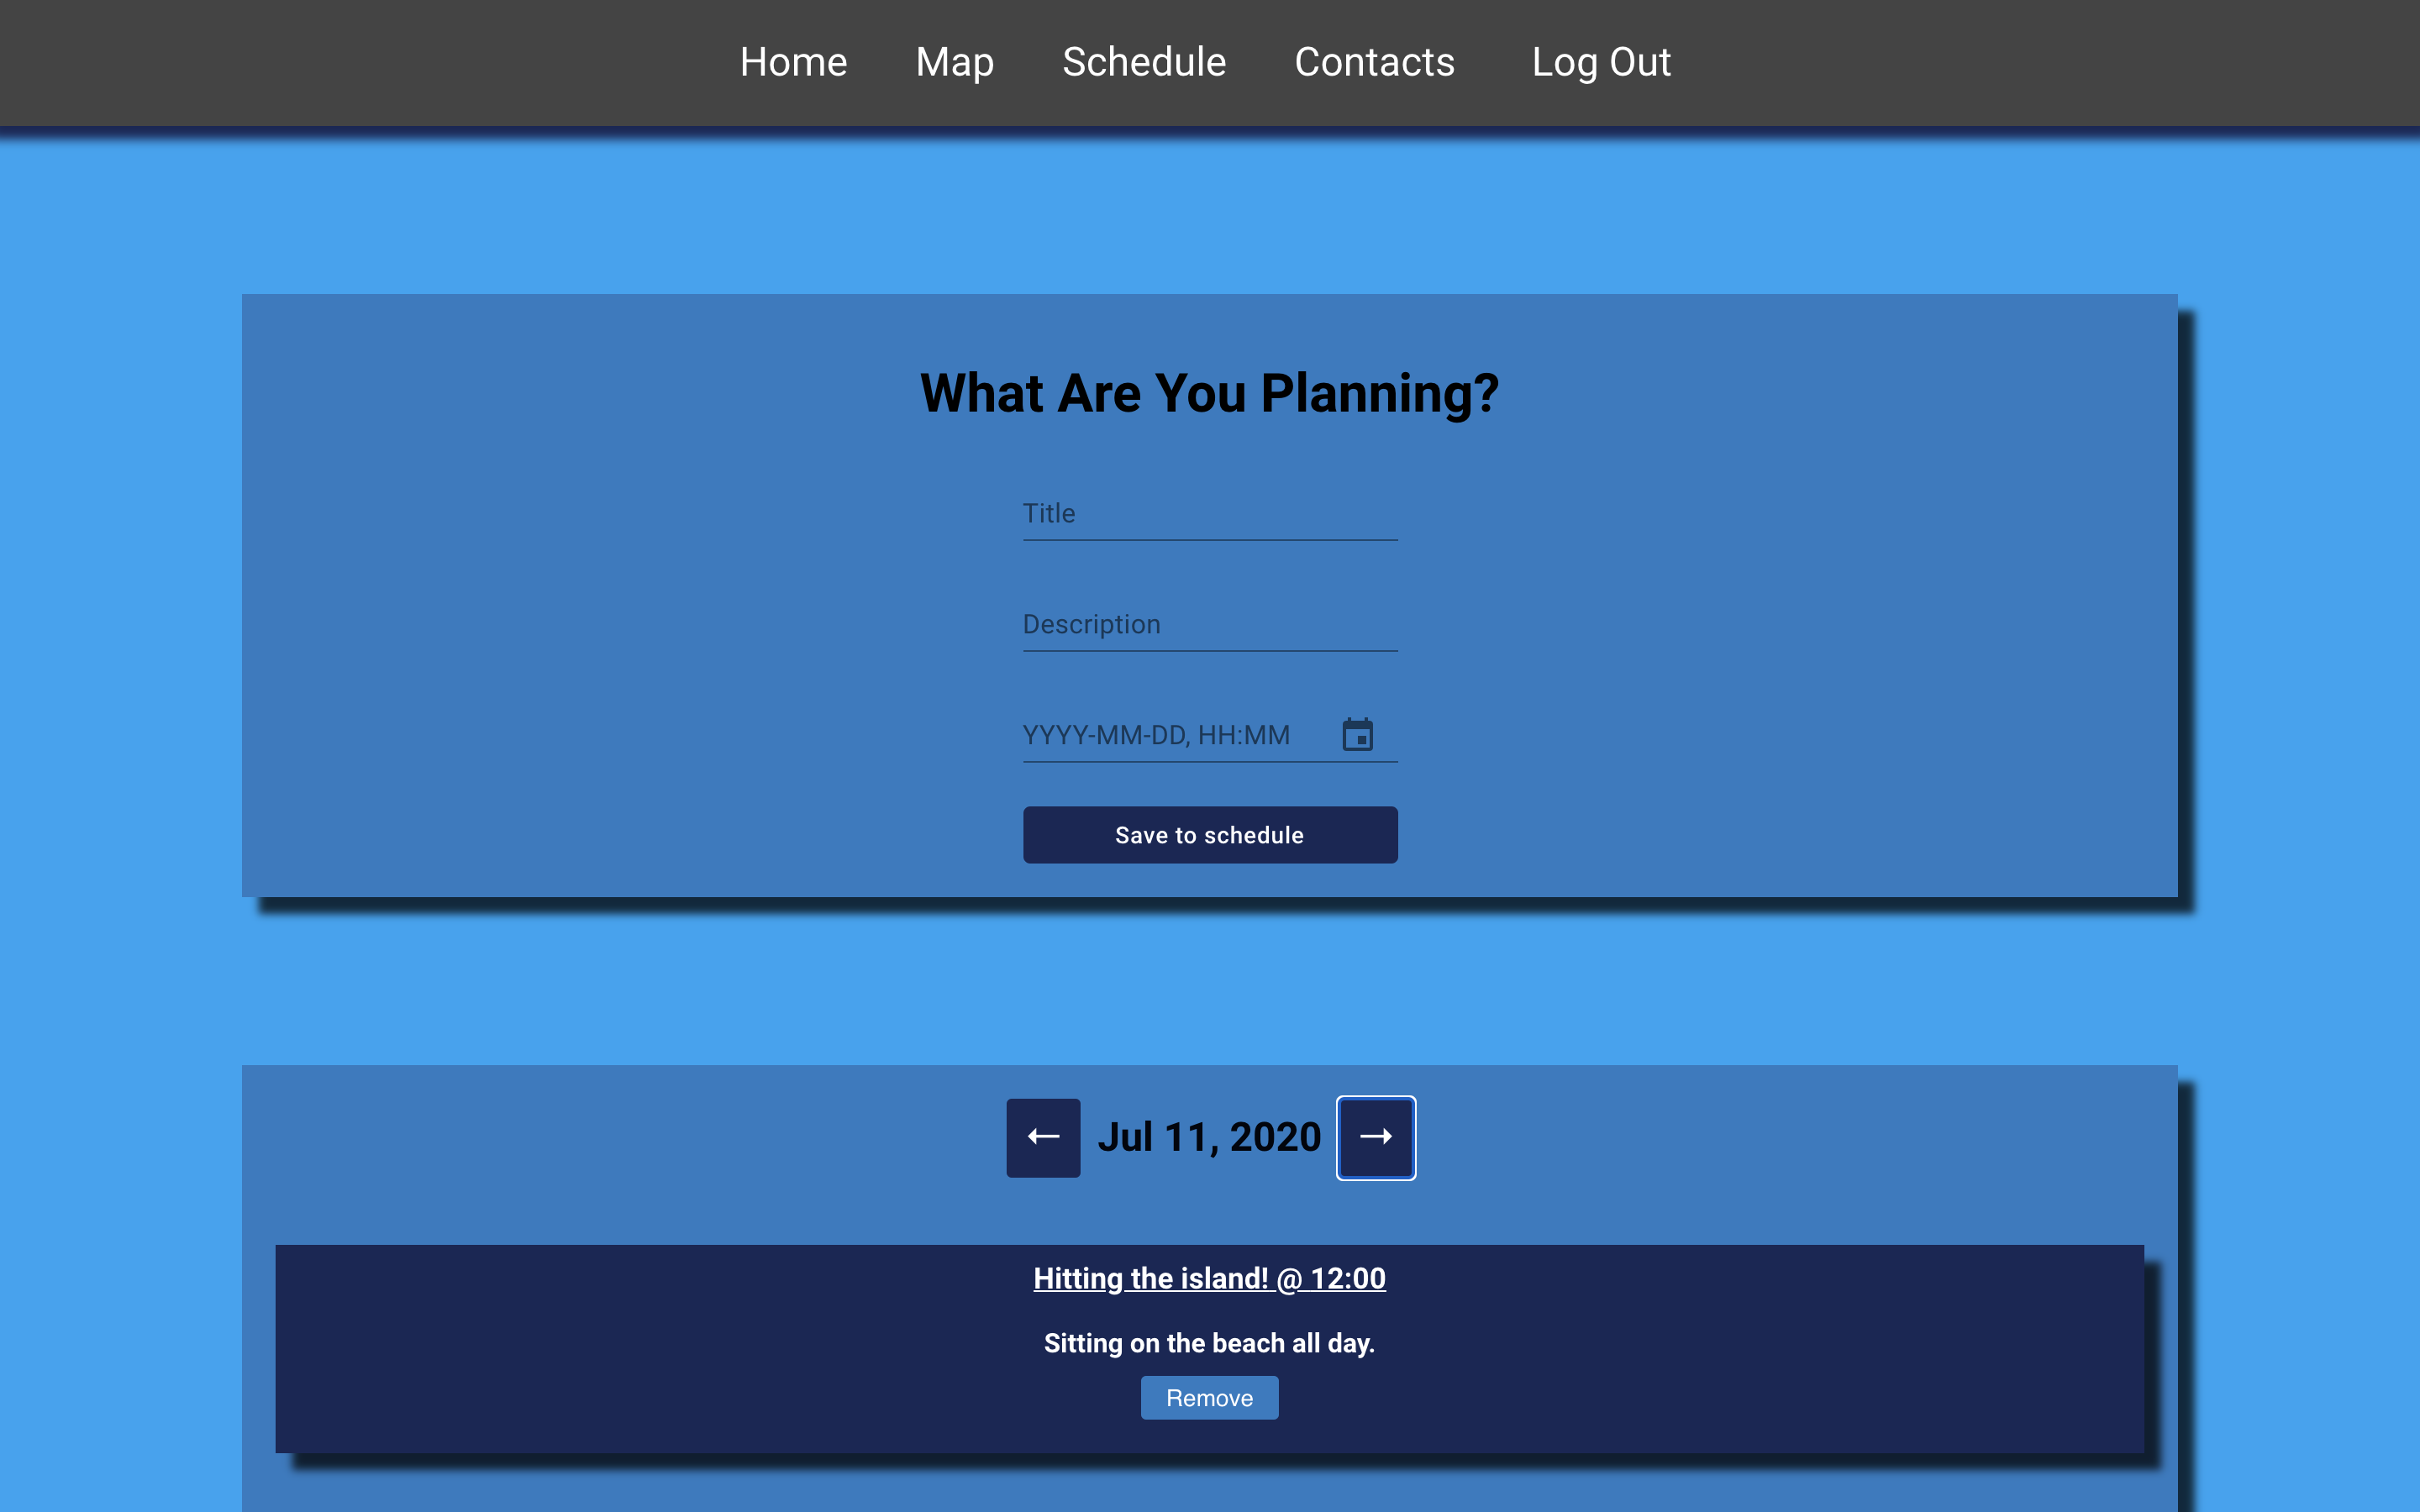 Home Map Schedule Contacts Log Out
What Are You Planning?
Title
Description
YYYY-MM-DD, HH:MM
Save to schedule
← Jul 11, 2020 →
Hitting the island! @ 12:00
Sitting on the beach all day.
Remove